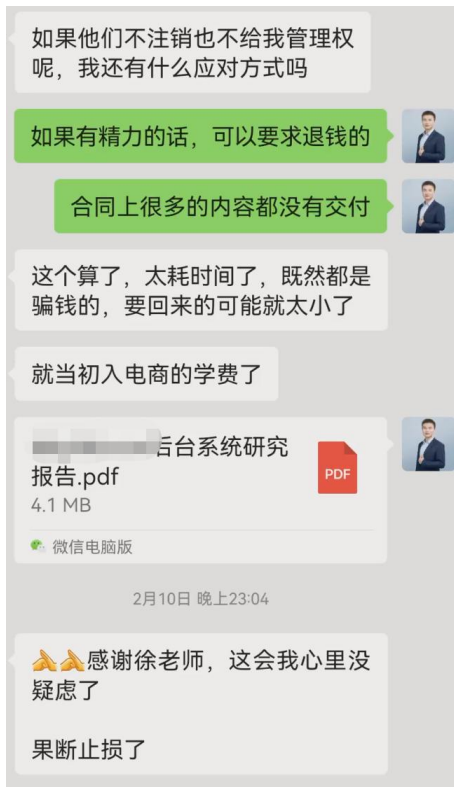 如果他们不注销也不给我管理权
呢，我还有什么应对方式吗
如果有精力的话，可以要求退钱的
合同上很多的内容都没有交付
这个算了，太耗时间了，既然都是
骗钱的，要回来的可能就太小了
就当初入电商的学费了
后台系统研究
报告.pdf
PDF
4.1 MB
微信电脑版
2月10日 晚上23:04
🙏🙏感谢徐老师，这会我心里没
疑虑了
果断止损了